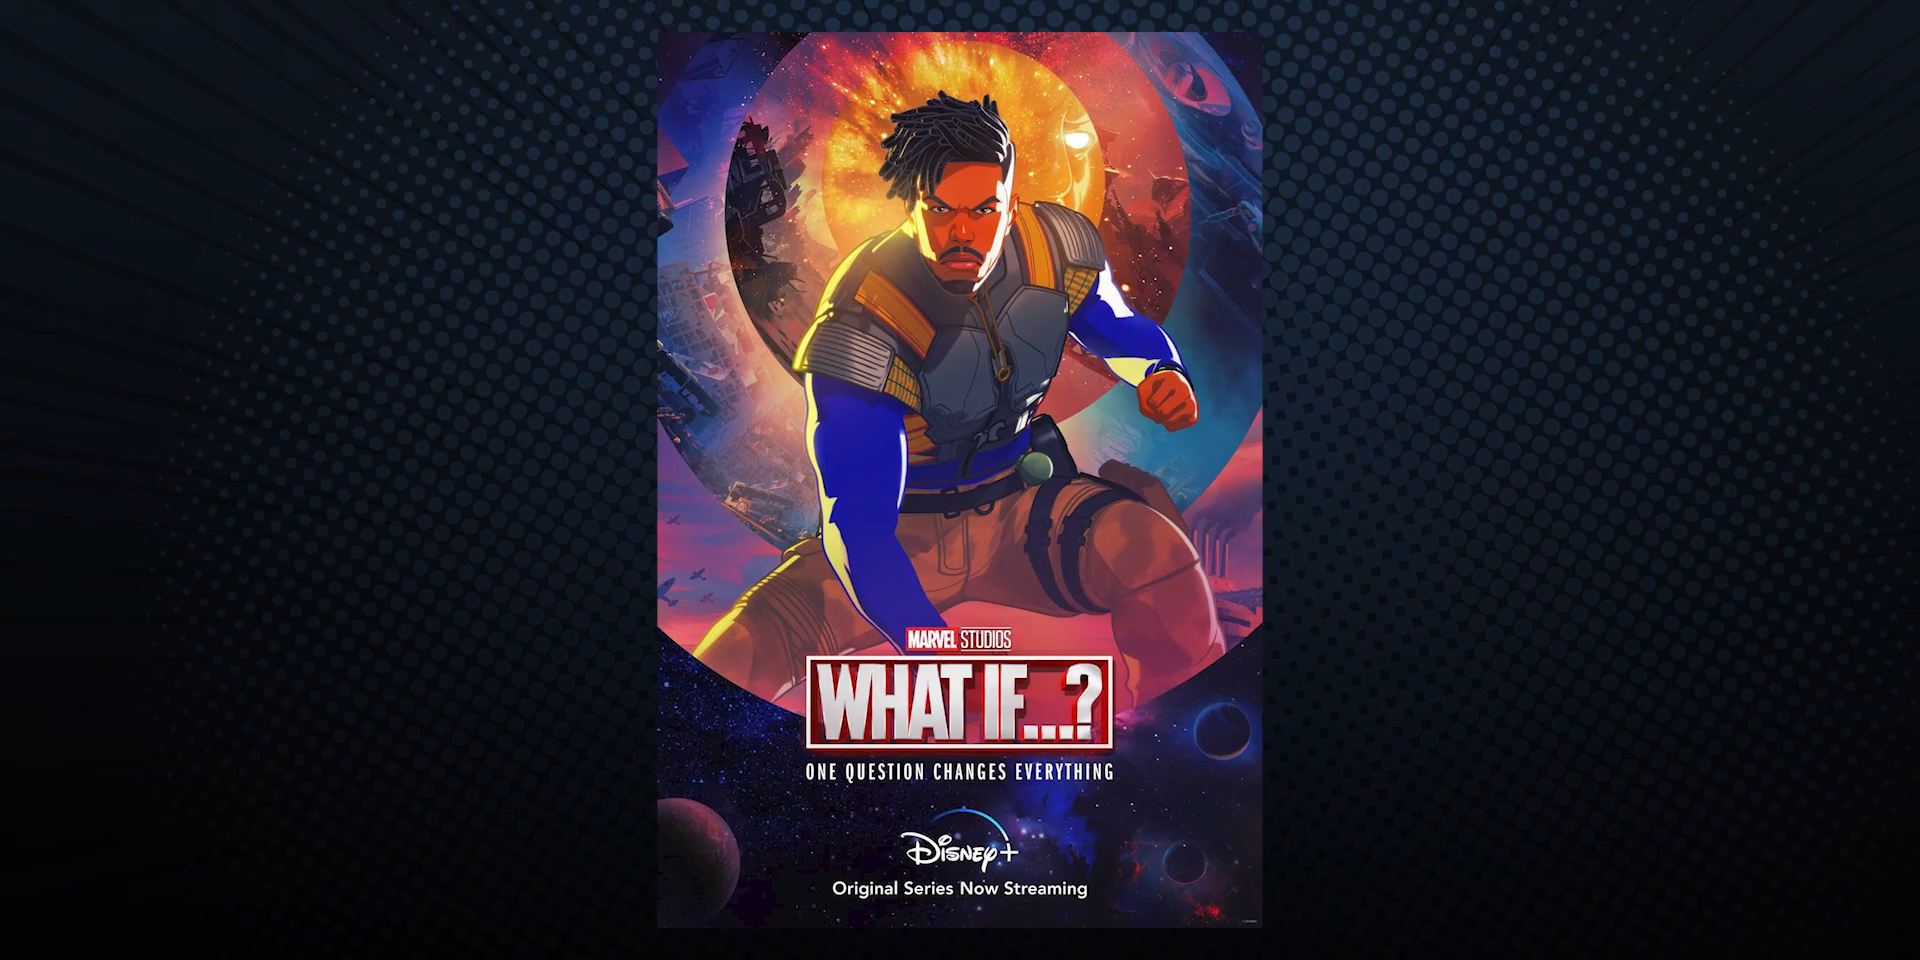 MARVEL STUDIOS
WHAT IF...?
ONE QUESTION CHANGES EVERYTHING
Disney+
Original Series Now Streaming